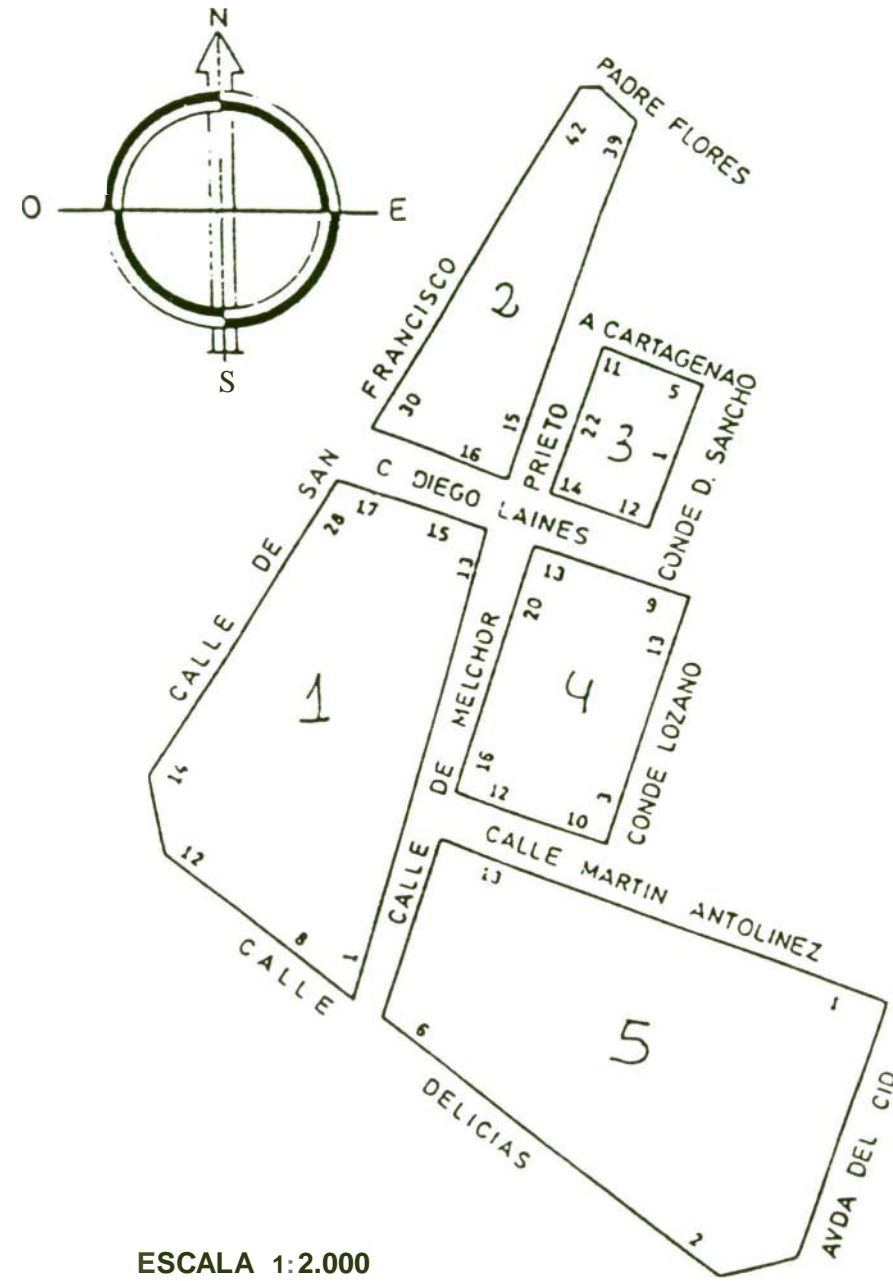 N
O
E
S
PADRE FLORES
42
39
2
FRANCISCO
30
16
15
A CARTAGENAO
11
5
22
3
1
14
12
PRIETO
CONDE D. SANCHO
SAN
C DIEGO LAINES
28
17
15
13
DE
CALLE
1
14
12
8
1
CALLE
13
9
20
13
4
16
12
10
3
MELCHOR
DE
CALLE
CONDE LOZANO
CALLE MARTIN ANTOLINEZ
13
1
5
6
2
DELICIAS
AVDA DEL CID
ESCALA 1:2.000